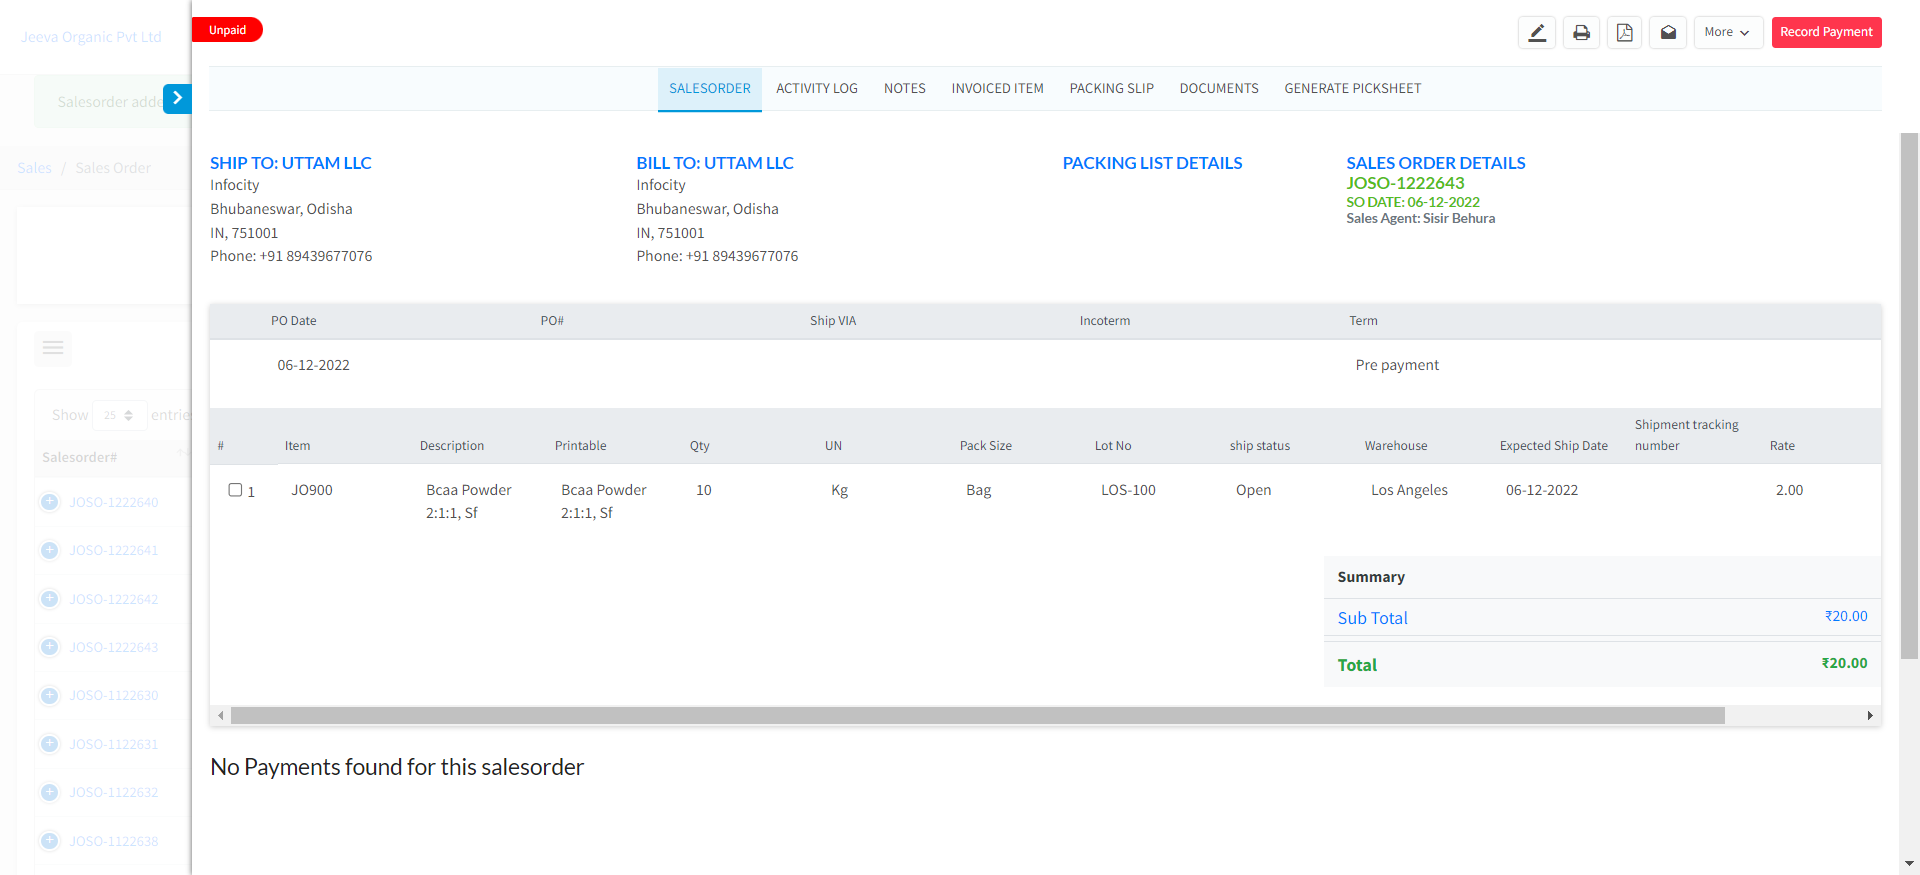 Jeeva Organic Pvt Ltd
Unpaid
More
Record Payment
Salesorder adde
SALESORDER
ACTIVITY LOG
NOTES
INVOICED ITEM
PACKING SLIP
DOCUMENTS
GENERATE PICKSHEET
Sales / Sales Order
SHIP TO: UTTAM LLC
Infocity
Bhubaneswar, Odisha
IN, 751001
Phone: +91 89439677076
BILL TO: UTTAM LLC
Infocity
Bhubaneswar, Odisha
IN, 751001
Phone: +91 89439677076
PACKING LIST DETAILS
SALES ORDER DETAILS
JOSO-1222643
SO DATE: 06-12-2022
Sales Agent: Sisir Behura
PO Date PO# Ship VIA Incoterm Term
06-12-2022 Pre payment
# Item Description Printable Qty UN Pack Size Lot No ship status Warehouse Expected Ship Date Shipment tracking number Rate
1 JO900 Bcaa Powder 2:1:1, Sf Bcaa Powder 2:1:1, Sf 10 Kg Bag LOS-100 Open Los Angeles 06-12-2022 2.00
Summary
Sub Total ₹20.00
Total ₹20.00
No Payments found for this salesorder
Show 25 entrie
Salesorder#
JOSO-1222640
JOSO-1222641
JOSO-1222642
JOSO-1222643
JOSO-1122630
JOSO-1122631
JOSO-1122632
JOSO-1122638